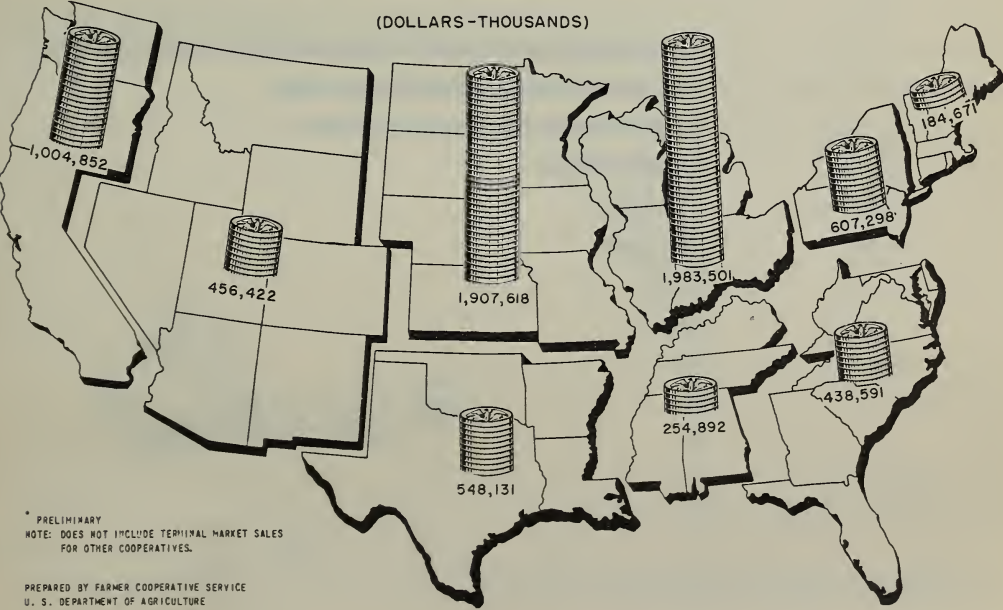 (DOLLARS-THOUSANDS)
1,004,852
456,422
1,907,618
1,983,501
184,671
607,298
438,591
254,892
548,131
* PRELIMINARY
NOTE: DOES NOT INCLUDE TERMINAL MARKET SALES
FOR OTHER COOPERATIVES.
PREPARED BY FARMER COOPERATIVE SERVICE
U. S. DEPARTMENT OF AGRICULTURE